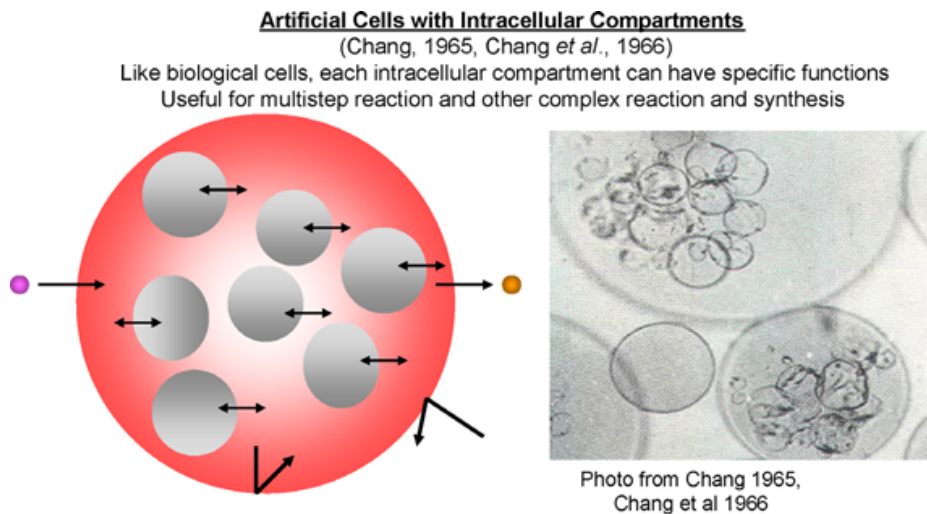 Artificial Cells with Intracellular Compartments
(Chang, 1965, Chang et al., 1966)
Like biological cells, each intracellular compartment can have specific functions
Useful for multistep reaction and other complex reaction and synthesis
Photo from Chang 1965,
Chang et al 1966